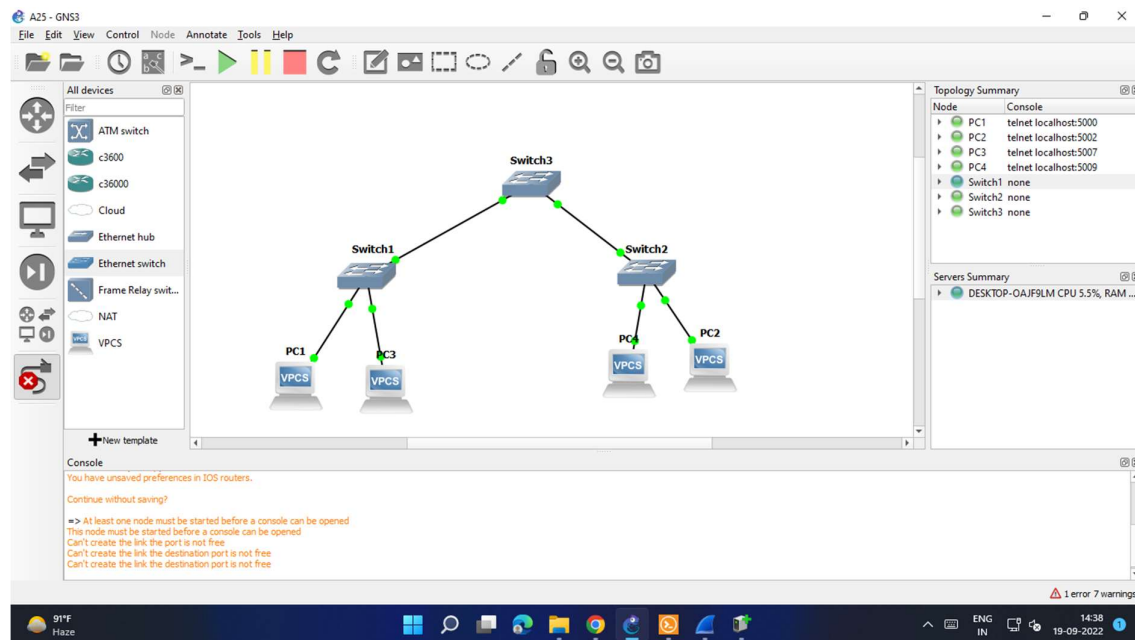 A25 - GNS3
File Edit View Control Node Annotate Tools Help
All devices
Filter
ATM switch
c3600
c36000
Cloud
Ethernet hub
Ethernet switch
Frame Relay swit...
NAT
VPCS
New template
Switch3
Switch1
Switch2
PC1
PC3
PC4
PC2
VPCS
VPCS
VPCS
VPCS
Topology Summary
Node Console
PC1 telnet localhost:5000
PC2 telnet localhost:5002
PC3 telnet localhost:5007
PC4 telnet localhost:5009
Switch1 none
Switch2 none
Switch3 none
Servers Summary
DESKTOP-OAJF9LM CPU 5.5%, RAM ...
Console
You have unsaved preferences in IOS routers.
Continue without saving?
=> At least one node must be started before a console can be opened
This node must be started before a console can be opened
Can't create the link the port is not free
Can't create the link the destination port is not free
Can't create the link the destination port is not free
1 error 7 warnings
91°F
Haze
ENG
IN
14:38
19-09-2022
1